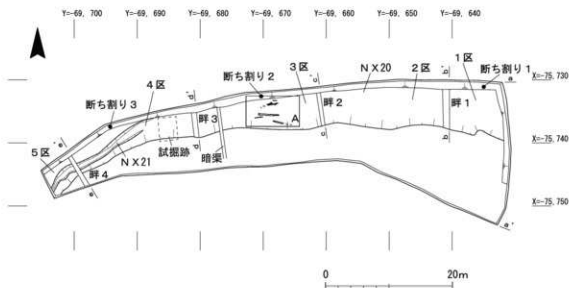 Y=-69, 700 Y=-69, 690 Y=-69, 680 Y=-69, 670 Y=-69, 660 Y=-69, 650 Y=-69, 640
X=-75, 730
X=-75, 740
X=-75, 750
断ち割り3
4区
d'
断ち割り2
3区
c'
NX20
2区
b'
1区
断ち割り1
a
e'
5区
NX21
畔4
e
試掘跡
畔3
d
暗渠
A
畔2
c
畔1
b
a'
0 20m